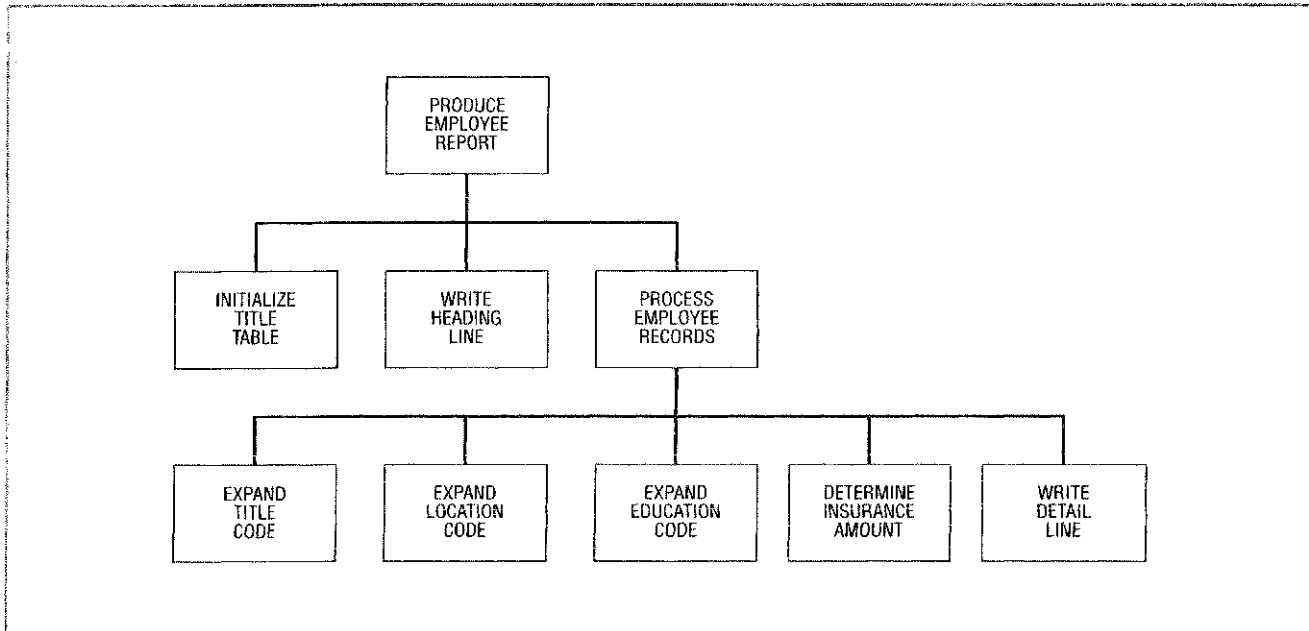 PRODUCE
EMPLOYEE
REPORT
INITIALIZE
TITLE
TABLE
WRITE
HEADING
LINE
PROCESS
EMPLOYEE
RECORDS
EXPAND
TITLE
CODE
EXPAND
LOCATION
CODE
EXPAND
EDUCATION
CODE
DETERMINE
INSURANCE
AMOUNT
WRITE
DETAIL
LINE